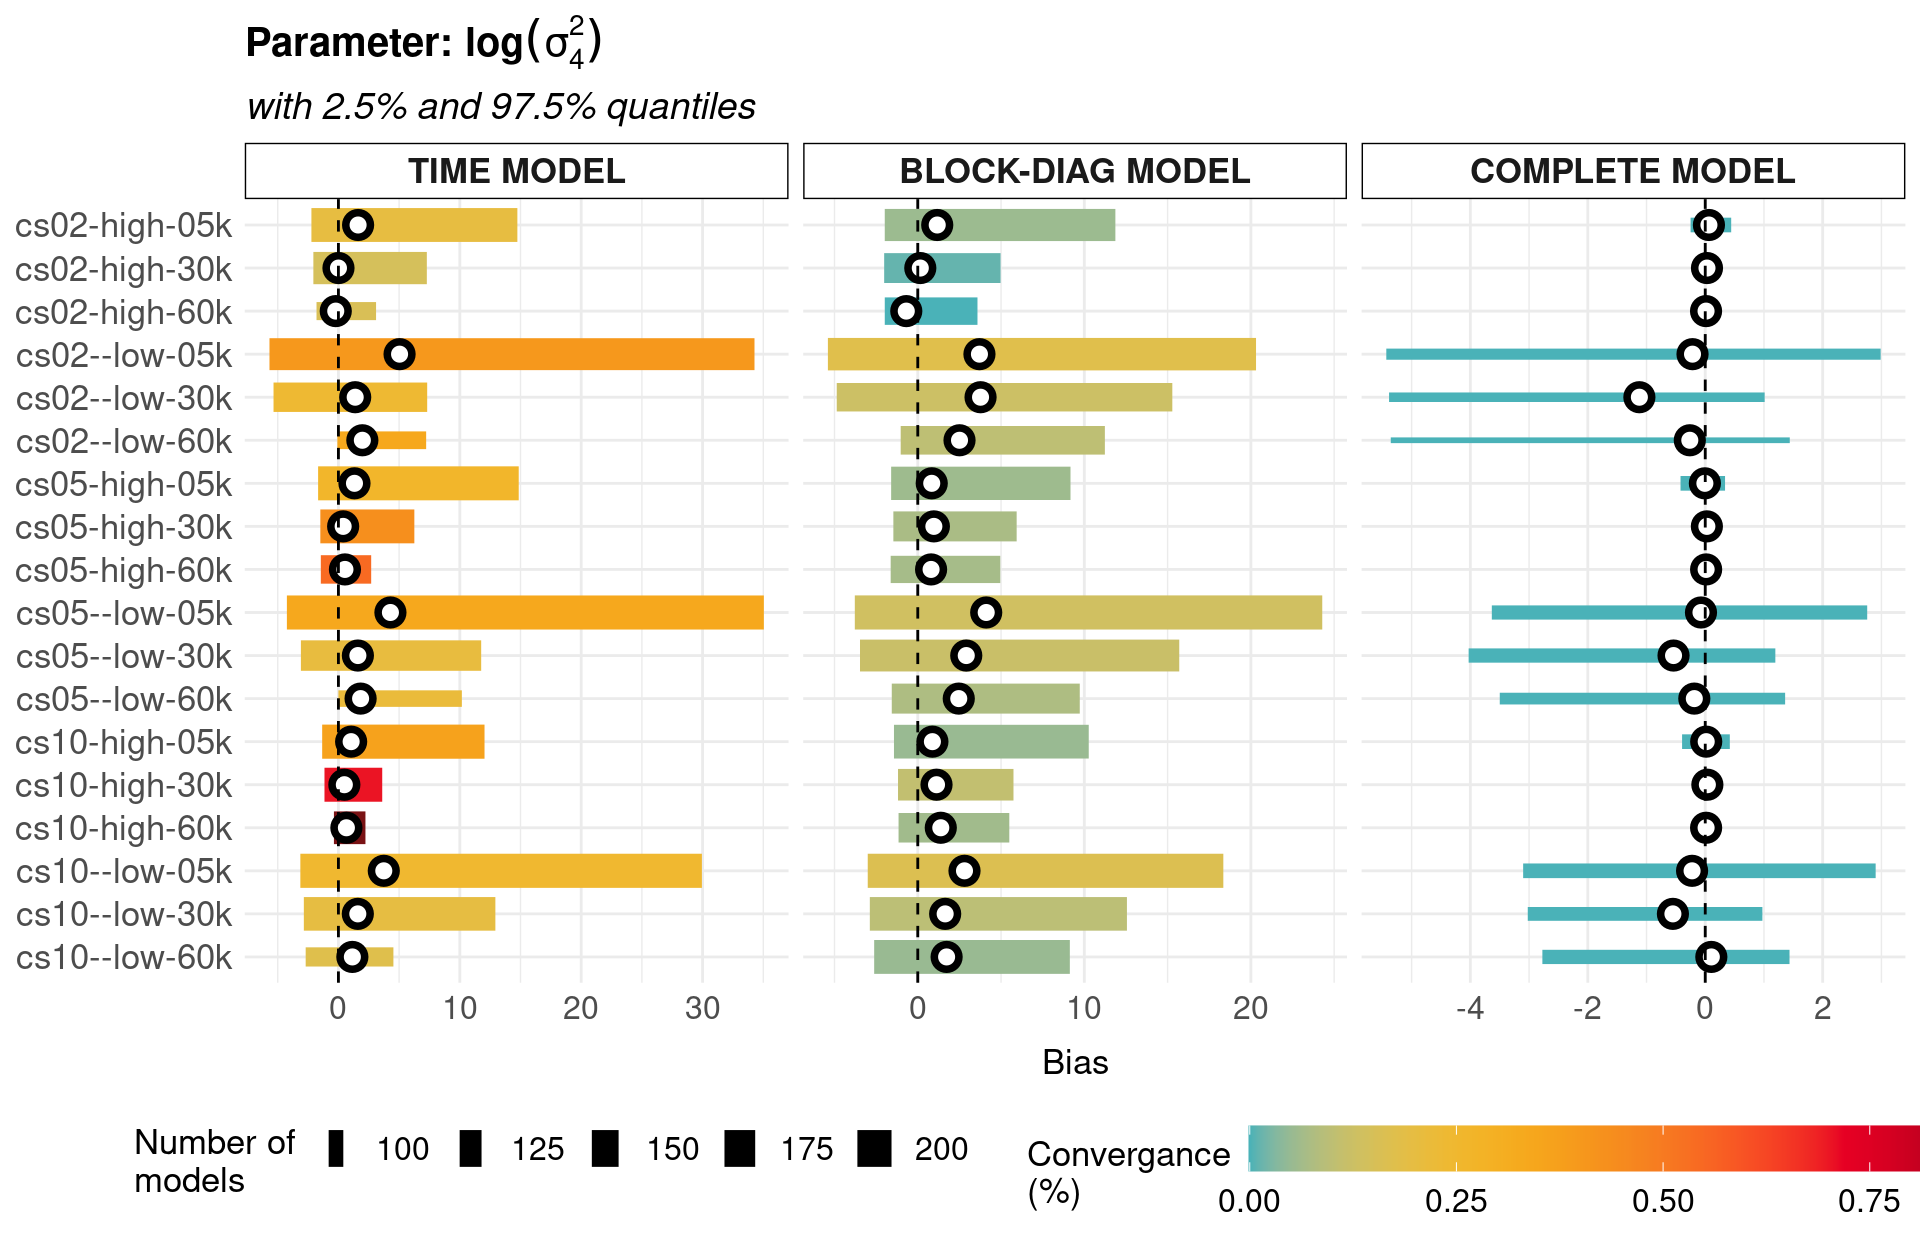 Parameter: log(σ₄²)
with 2.5% and 97.5% quantiles
TIME MODEL BLOCK-DIAG MODEL COMPLETE MODEL
cs02-high-05k
cs02-high-30k
cs02-high-60k
cs02--low-05k
cs02--low-30k
cs02--low-60k
cs05-high-05k
cs05-high-30k
cs05-high-60k
cs05--low-05k
cs05--low-30k
cs05--low-60k
cs10-high-05k
cs10-high-30k
cs10-high-60k
cs10--low-05k
cs10--low-30k
cs10--low-60k
0 10 20 30 0 10 20 -4 -2 0 2
Bias
Number of
models
100 125 150 175 200
Convergance
(%)
0.00 0.25 0.50 0.75